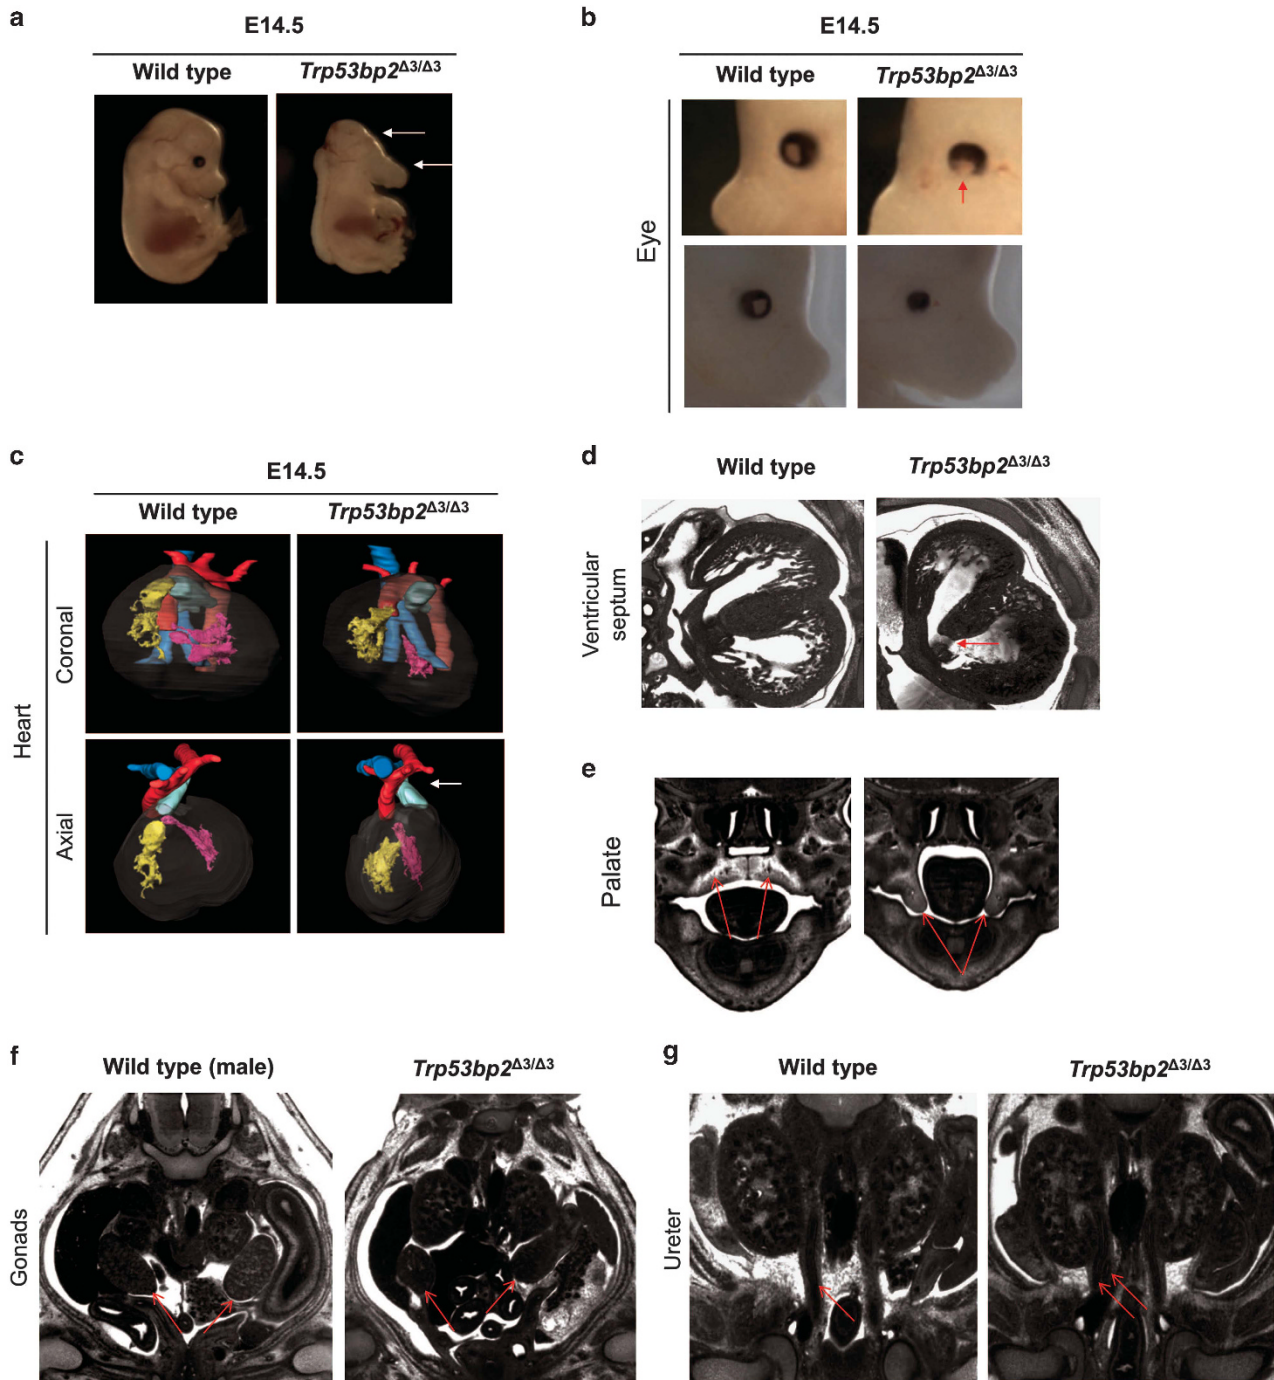 a
E14.5
Wild type
Trp53bp2Δ3/Δ3
b
E14.5
Wild type
Trp53bp2Δ3/Δ3
Eye
c
E14.5
Wild type
Trp53bp2Δ3/Δ3
Heart
Coronal
Axial
d
Wild type
Trp53bp2Δ3/Δ3
Ventricular
septum
e
Palate
f
Wild type (male)
Trp53bp2Δ3/Δ3
Gonads
g
Wild type
Trp53bp2Δ3/Δ3
Ureter